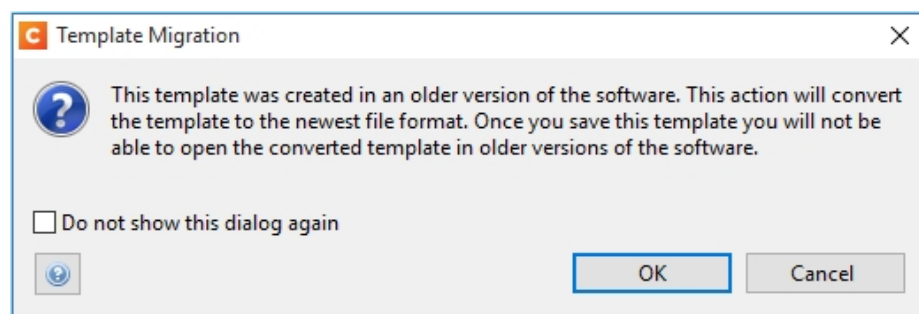 C Template Migration
This template was created in an older version of the software. This action will convert
the template to the newest file format. Once you save this template you will not be
able to open the converted template in older versions of the software.
Do not show this dialog again
OK Cancel